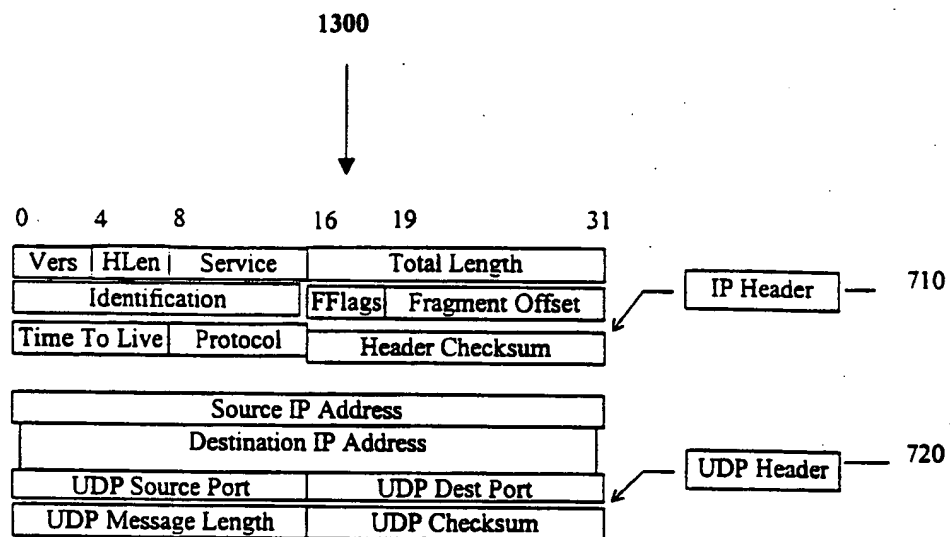 1300
0 4 8 16 19 31
Vers HLen Service Total Length
Identification FFlags Fragment Offset
IP Header 710
Time To Live Protocol Header Checksum
Source IP Address
Destination IP Address
UDP Header 720
UDP Source Port UDP Dest Port
UDP Message Length UDP Checksum